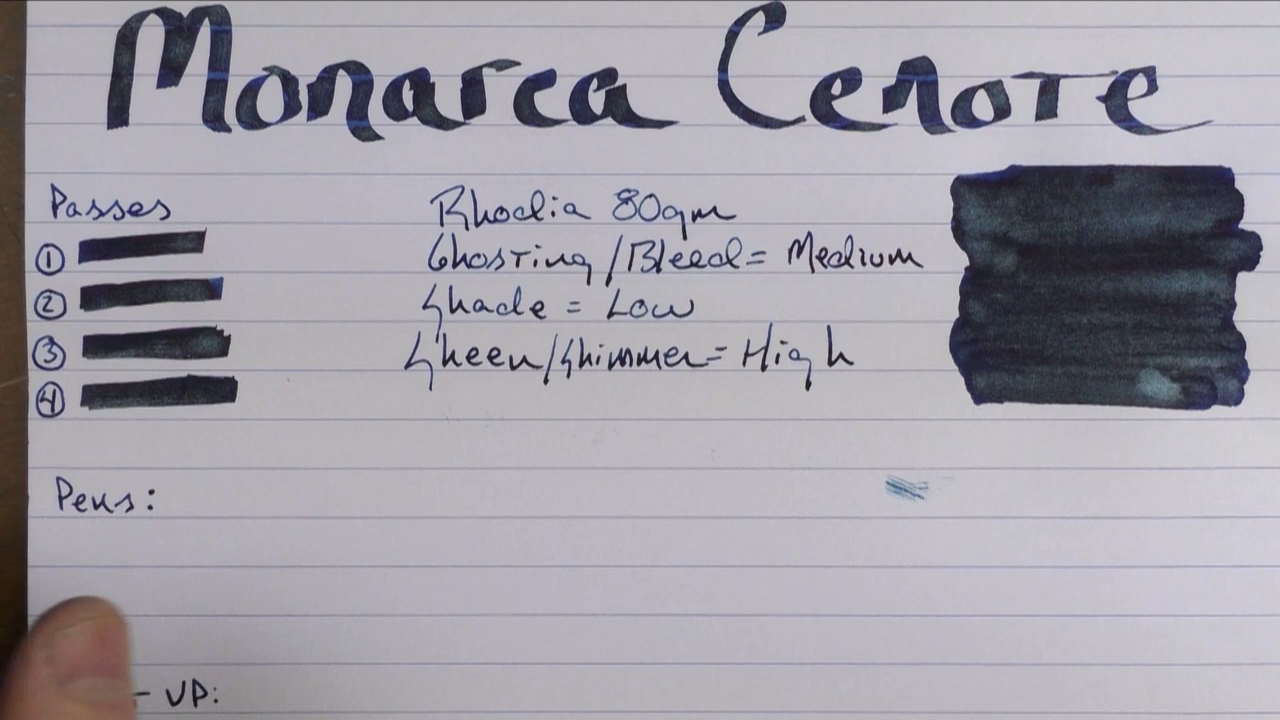 Monarca Cenote
Passes
1
2
3
4
Rhodia 80gm
Ghosting/Bleed = Medium
Shade = Low
Sheen/Shimmer = High
Pens:
- UP: